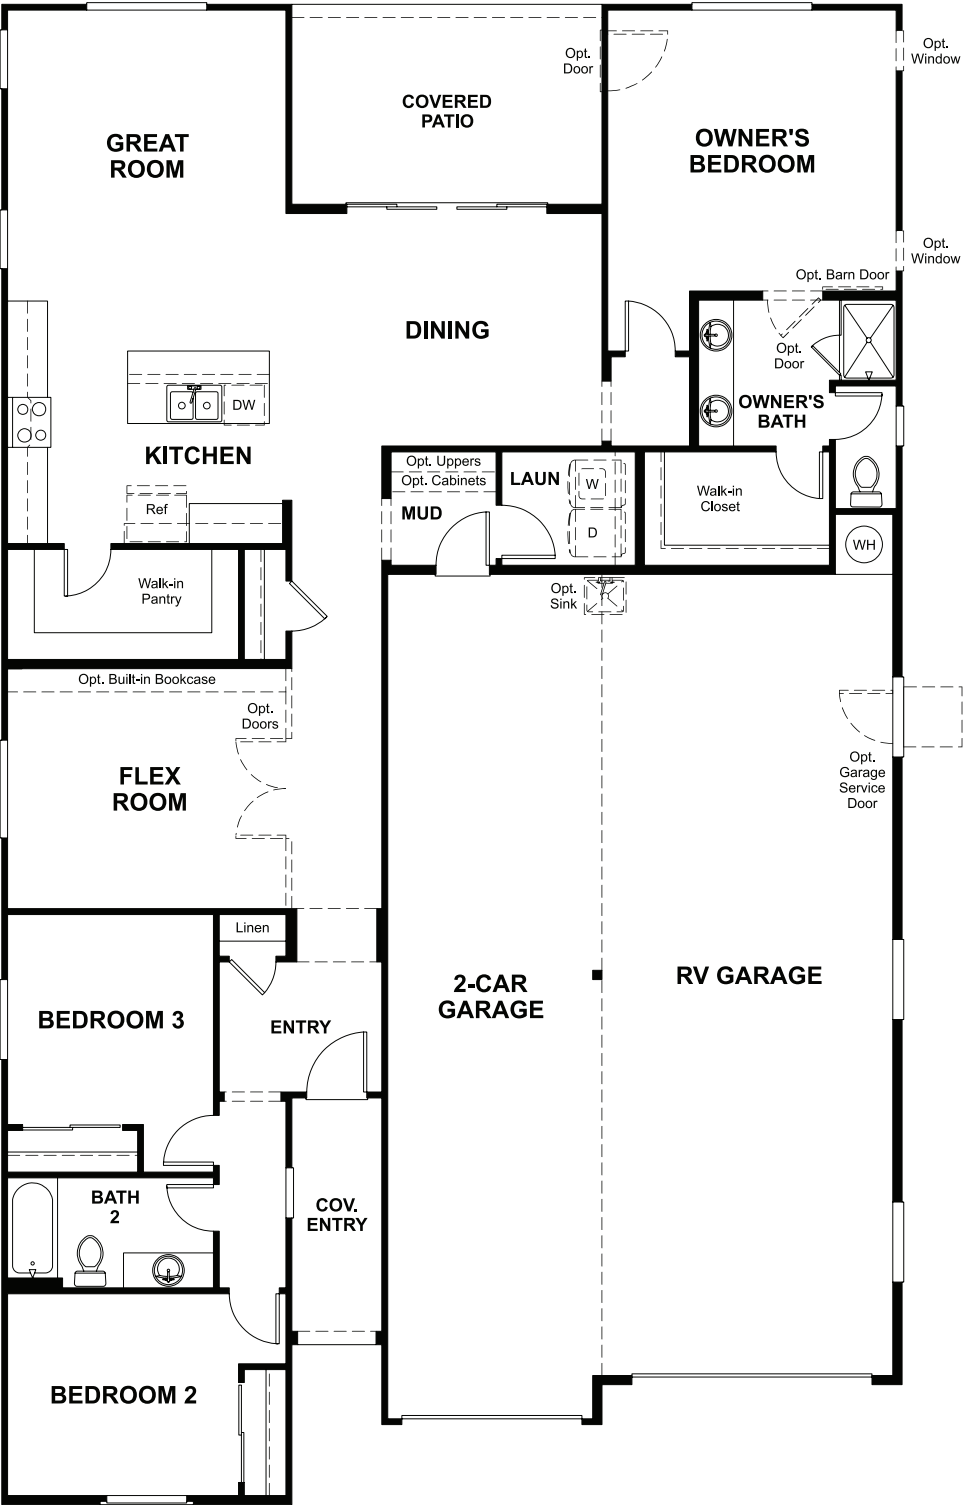 Opt.
Window
Opt.
Door
COVERED
PATIO
GREAT
ROOM
OWNER'S
BEDROOM
Opt.
Window
Opt. Barn Door
DINING
Opt.
Door
DW
OWNER'S
BATH
KITCHEN
Opt. Uppers
Opt. Cabinets
LAUN
W
Walk-in
Closet
Ref
MUD
D
WH
Walk-in
Pantry
Opt.
Sink
Opt. Built-in Bookcase
Opt.
Doors
FLEX
ROOM
Opt.
Garage
Service
Door
Linen
2-CAR
GARAGE
RV GARAGE
BEDROOM 3
ENTRY
BATH
2
COV.
ENTRY
BEDROOM 2